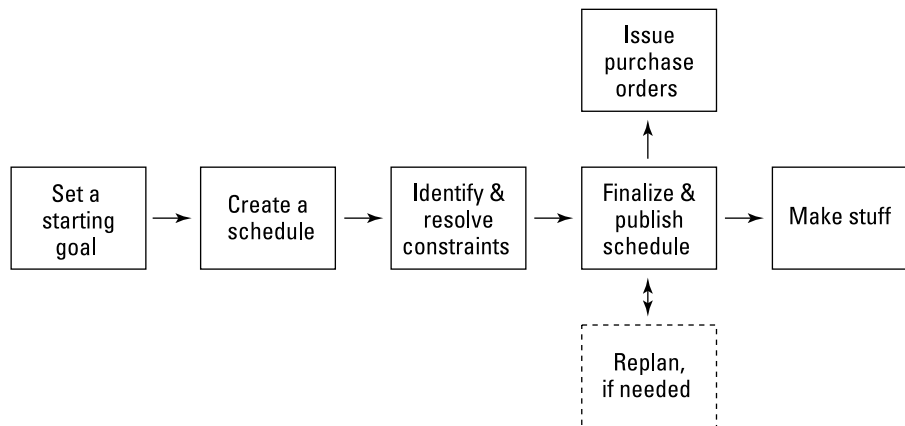 Issue
purchase
orders
Set a
starting
goal
Create a
schedule
Identify &
resolve
constraints
Finalize &
publish
schedule
Make stuff
Replan,
if needed